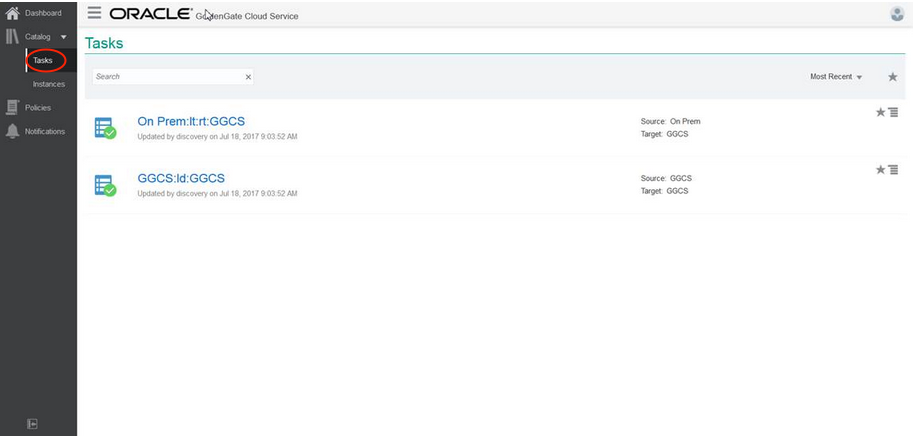 Dashboard
ORACLE GoldenGate Cloud Service
Catalog
Tasks
Tasks
Search
Most Recent
Instances
Policies
Notifications
On Prem:lt:rt:GGCS
Updated by discovery on Jul 18, 2017 9:03:52 AM
Source: On Prem
Target: GGCS
GGCS:ld:GGCS
Updated by discovery on Jul 18, 2017 9:03:52 AM
Source: GGCS
Target: GGCS